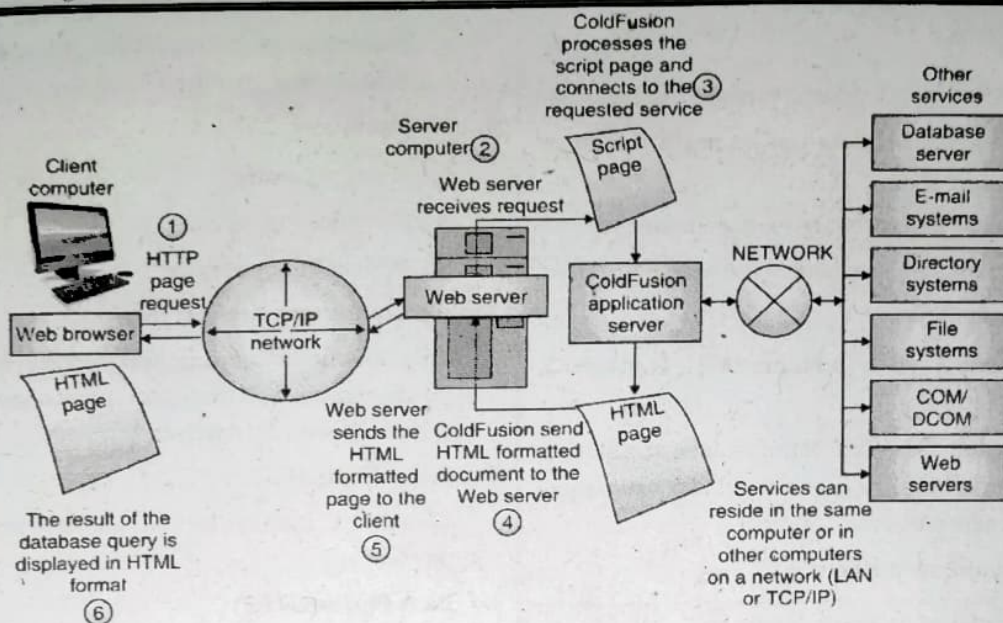 Client
computer
①
HTTP
page
request
Web browser
HTML
page
The result of the
database query is
displayed in HTML
format
⑥
TCP/IP
network
Server
computer ②
Web server
receives request
Web server
Web server
sends the
HTML
formatted
page to the
client
⑤
ColdFusion send
HTML formatted
document to the
Web server
④
ColdFusion
processes the
script page and
connects to the ③
requested service
Script
page
ColdFusion
application
server
HTML
page
NETWORK
Services can
reside in the same
computer or in
other computers
on a network (LAN
or TCP/IP)
Other
services
Database
server
E-mail
systems
Directory
systems
File
systems
COM/
DCOM
Web
servers